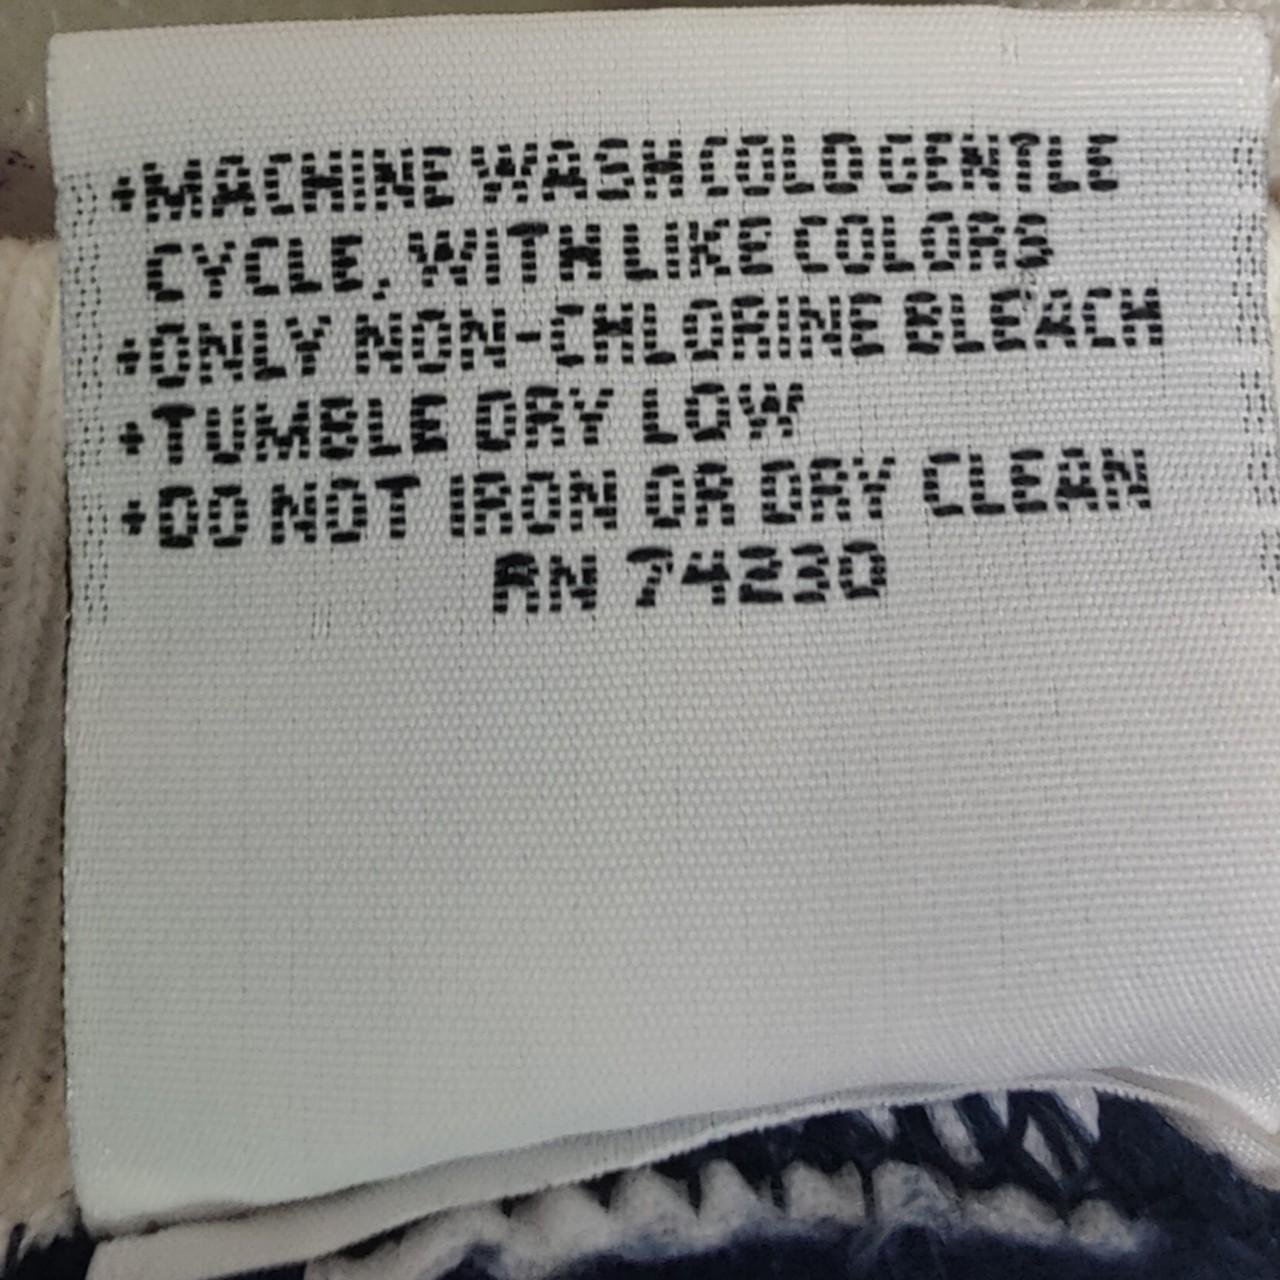 +MACHINE WASH COLD GENTLE
CYCLE, WITH LIKE COLORS
+ONLY NON-CHLORINE BLEACH
+TUMBLE DRY LOW
+DO NOT IRON OR DRY CLEAN
RN 74230